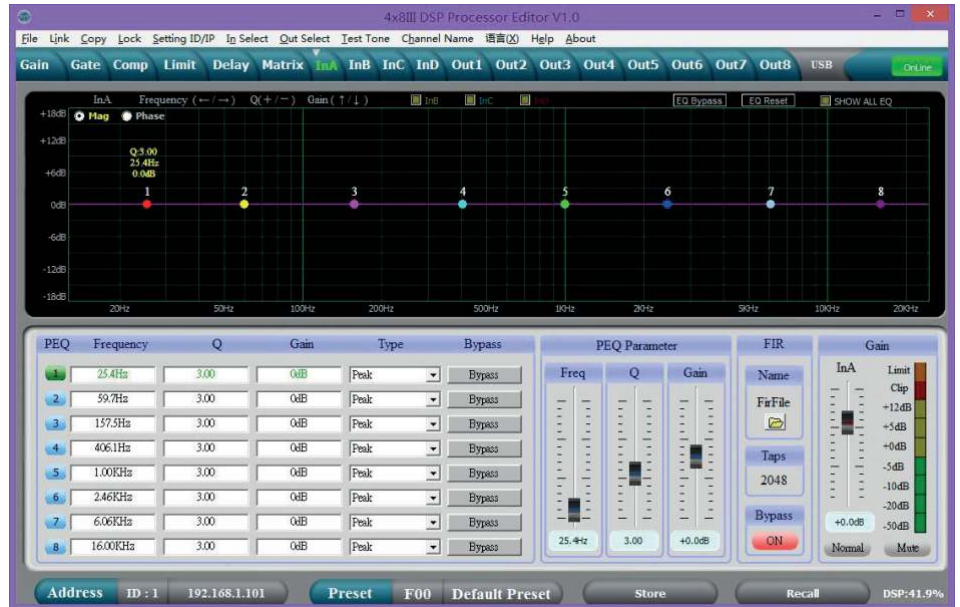 4x8III DSP Processor Editor V1.0
File Link Copy Lock Setting ID/IP In Select Out Select Test Tone Channel Name 语言(X) Help About
Gain Gate Comp Limit Delay Matrix InA InB InC InD Out1 Out2 Out3 Out4 Out5 Out6 Out7 Out8 USB OnLine
InA Frequency (←/→) Q(+/−) Gain(↑/↓) InB InC InD EQ Bypass EQ Reset SHOW ALL EQ
+18dB Mag Phase
+12dB
Q:3.00
25.4Hz
+6dB 0.0dB
1 2 3 4 5 6 7 8
0dB
-6dB
-12dB
-18dB
20Hz 50Hz 100Hz 200Hz 500Hz 1KHz 2KHz 5KHz 10KHz 20KHz
PEQ Frequency Q Gain Type Bypass PEQ Parameter FIR Gain
1 25.4Hz 3.00 0dB Peak Bypass
2 59.7Hz 3.00 0dB Peak Bypass
3 157.5Hz 3.00 0dB Peak Bypass
4 406.1Hz 3.00 0dB Peak Bypass
5 1.00KHz 3.00 0dB Peak Bypass
6 2.46KHz 3.00 0dB Peak Bypass
7 6.06KHz 3.00 0dB Peak Bypass
8 16.00KHz 3.00 0dB Peak Bypass
Freq Q Gain
25.4Hz 3.00 +0.0dB
Name
FirFile
Taps
2048
Bypass
ON
InA
+0.0dB
Normal
Limit
Clip
+12dB
+5dB
+0dB
-5dB
-10dB
-20dB
-50dB
Mute
Address ID : 1 192.168.1.101 Preset F00 Default Preset Store Recall DSP:41.9%